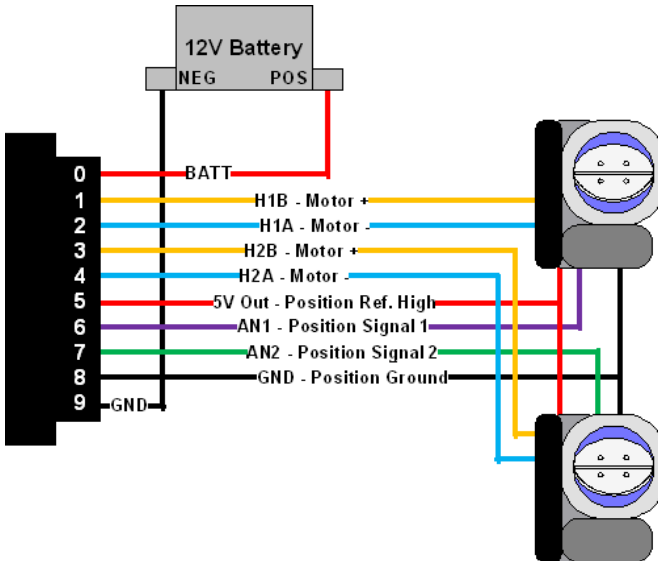 12V Battery
NEG POS
0 BATT
1 H1B - Motor +
2 H1A - Motor -
3 H2B - Motor +
4 H2A - Motor -
5 5V Out - Position Ref. High
6 AN1 - Position Signal 1
7 AN2 - Position Signal 2
8 GND - Position Ground
9 GND